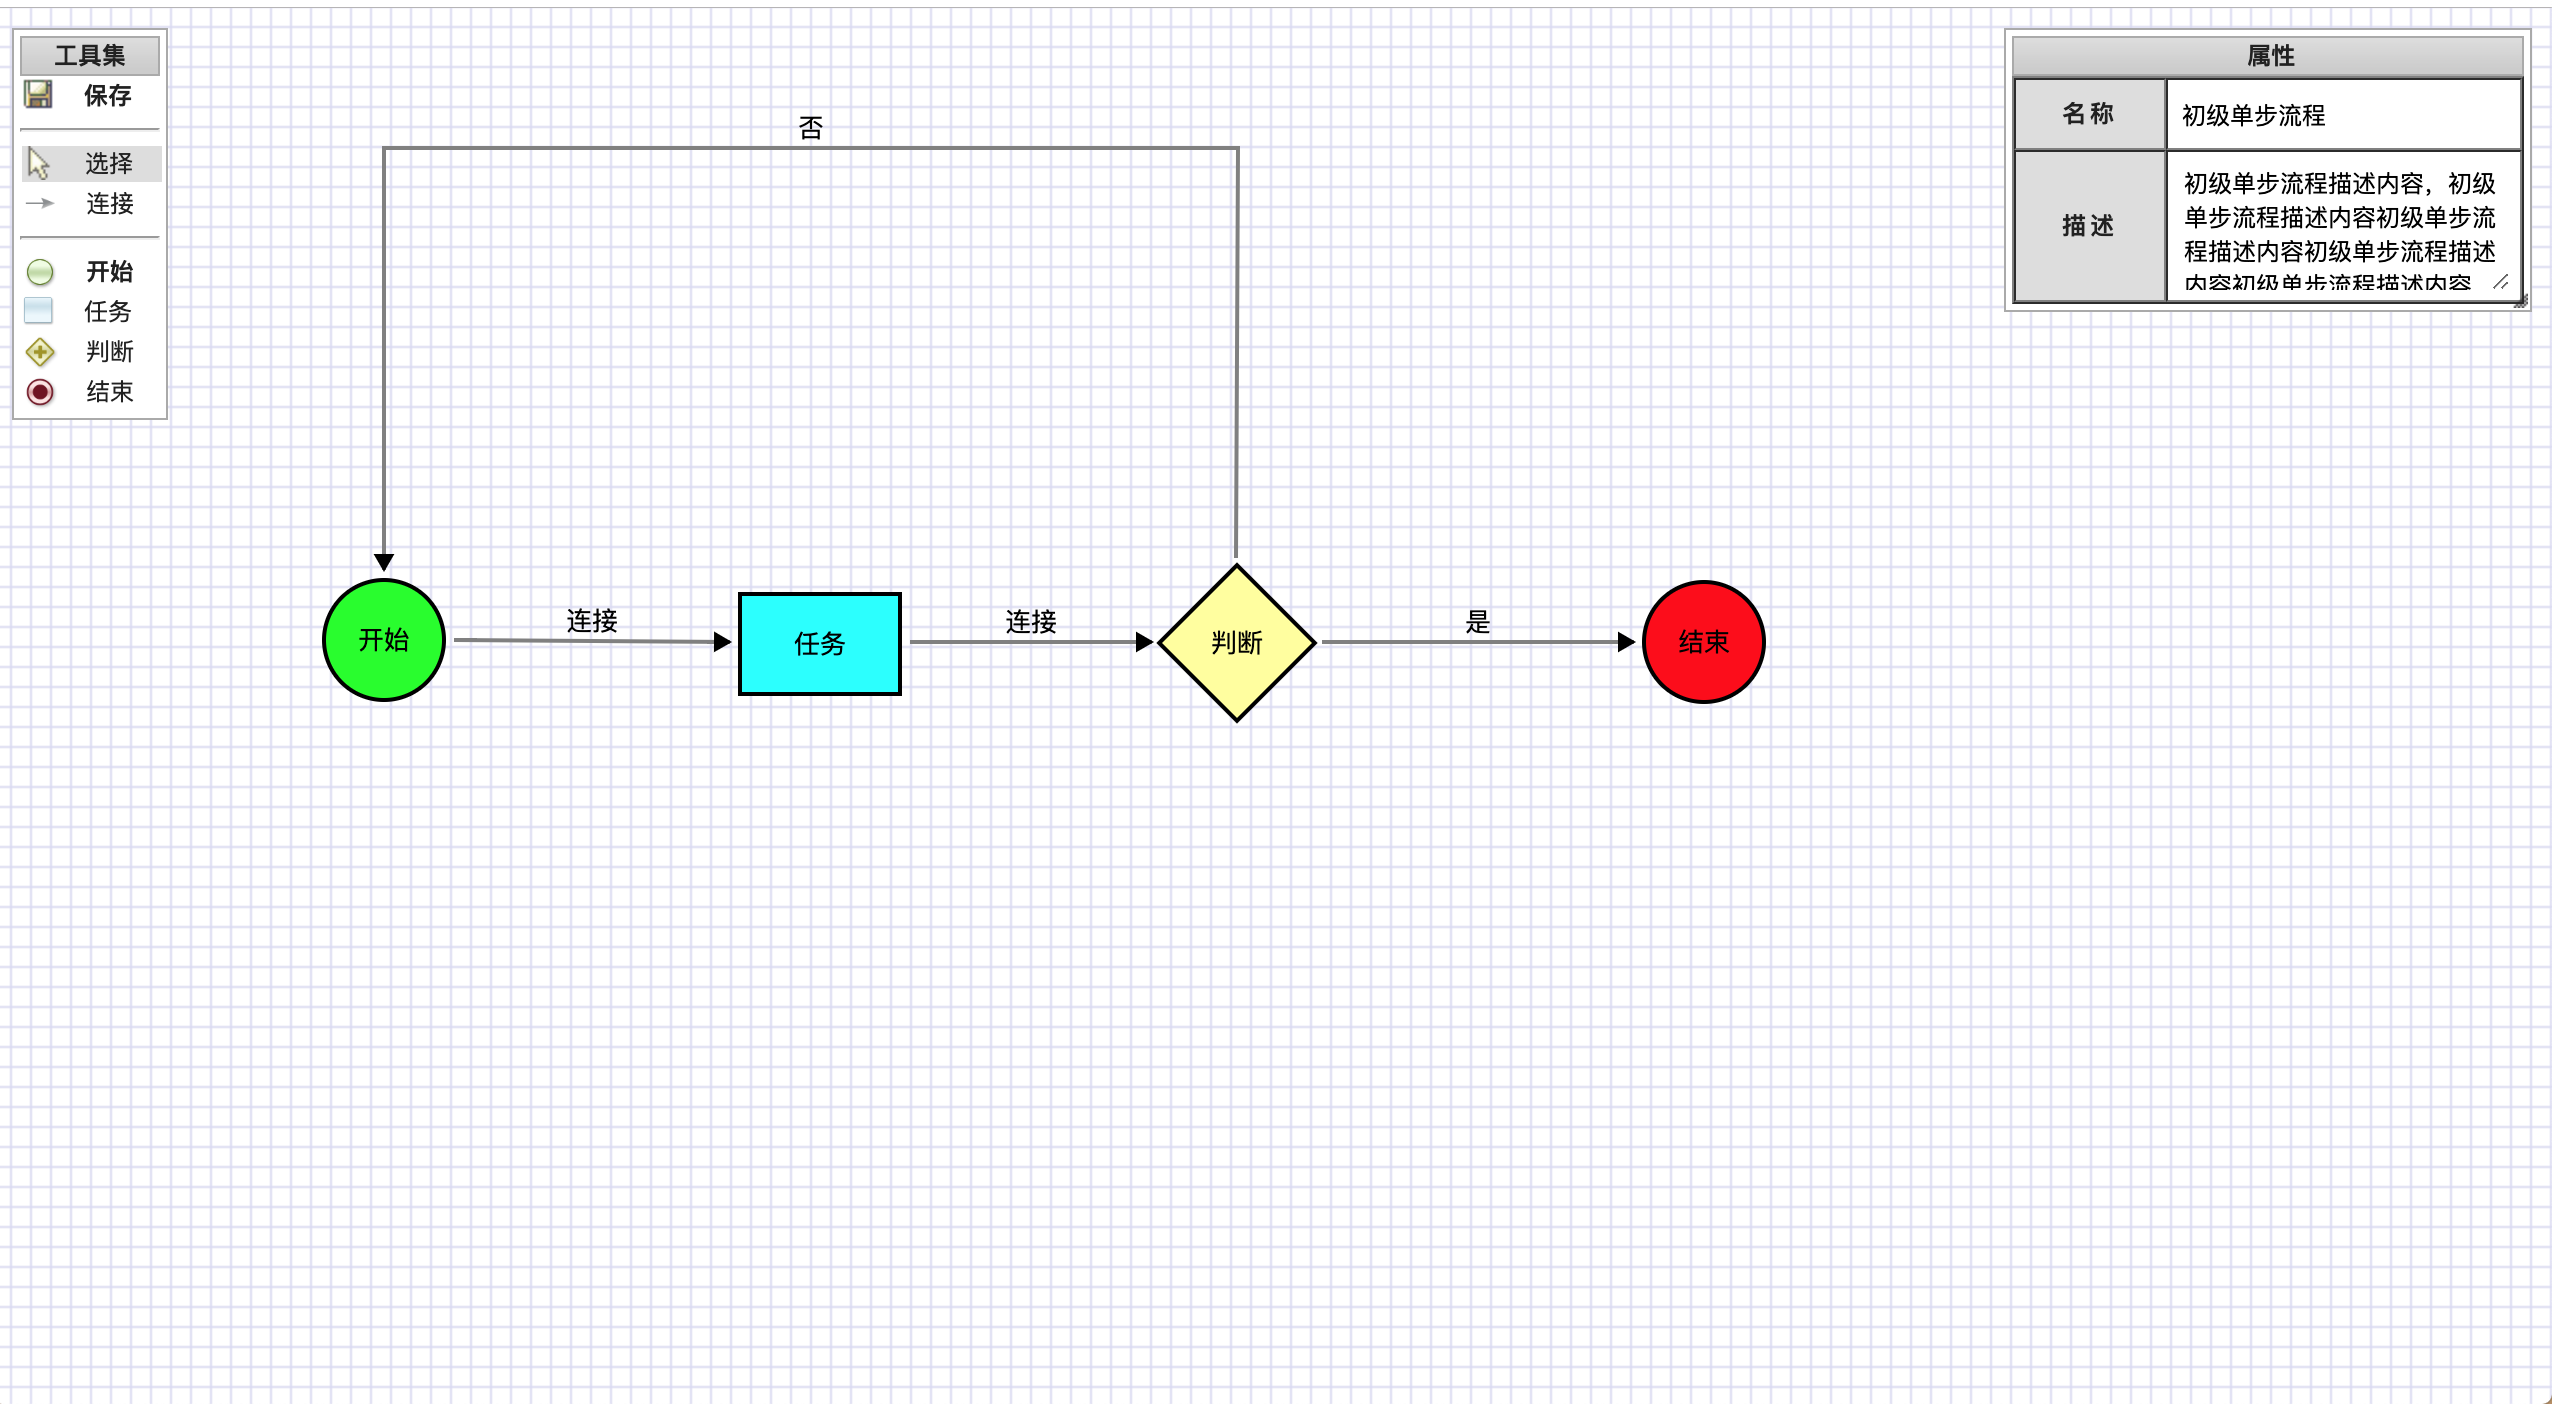 工具集
保存
选择
连接
开始
任务
判断
结束
否
开始
连接
任务
连接
判断
是
结束
属性
名称
初级单步流程
描述
初级单步流程描述内容，初级
单步流程描述内容初级单步流
程描述内容初级单步流程描述
内容初级单步流程描述内容